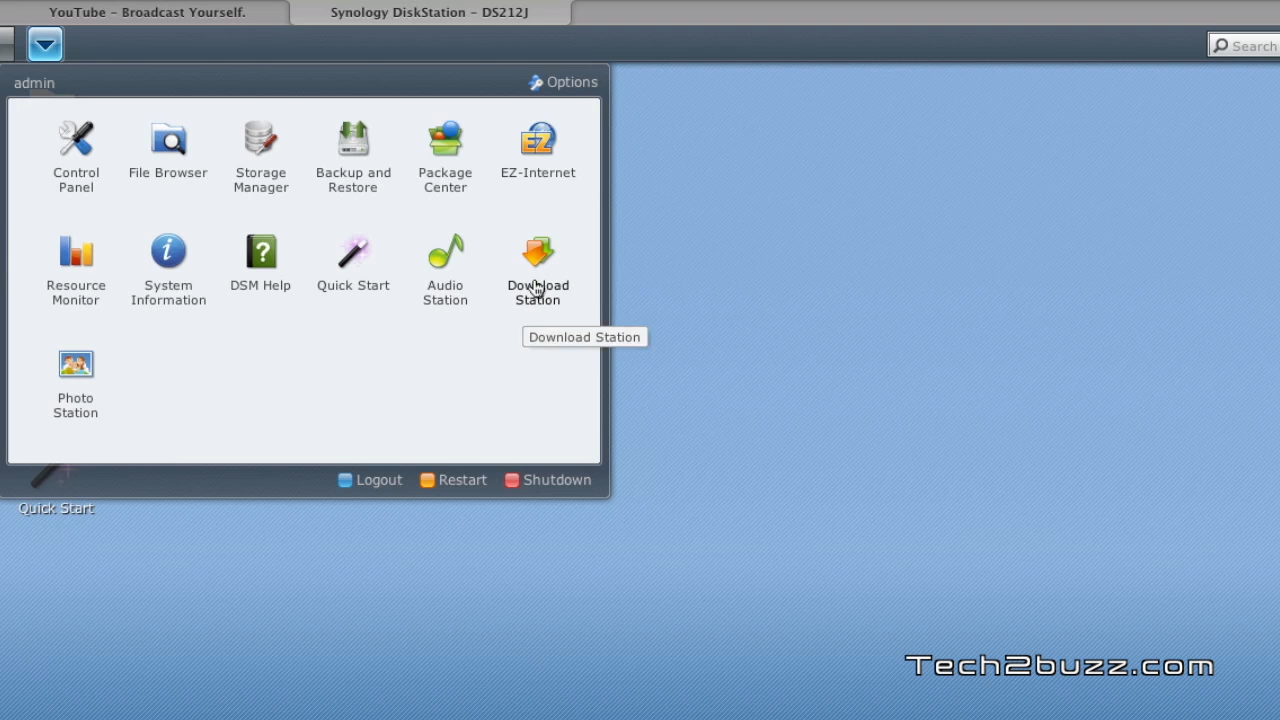 YouTube - Broadcast Yourself.
Synology DiskStation - DS212J
Search
admin
Options
Control Panel
File Browser
Storage Manager
Backup and Restore
Package Center
EZ
EZ-Internet
Resource Monitor
System Information
DSM Help
Quick Start
Audio Station
Download Station
Download Station
Photo Station
Logout
Restart
Shutdown
Quick Start
Tech2buzz.com